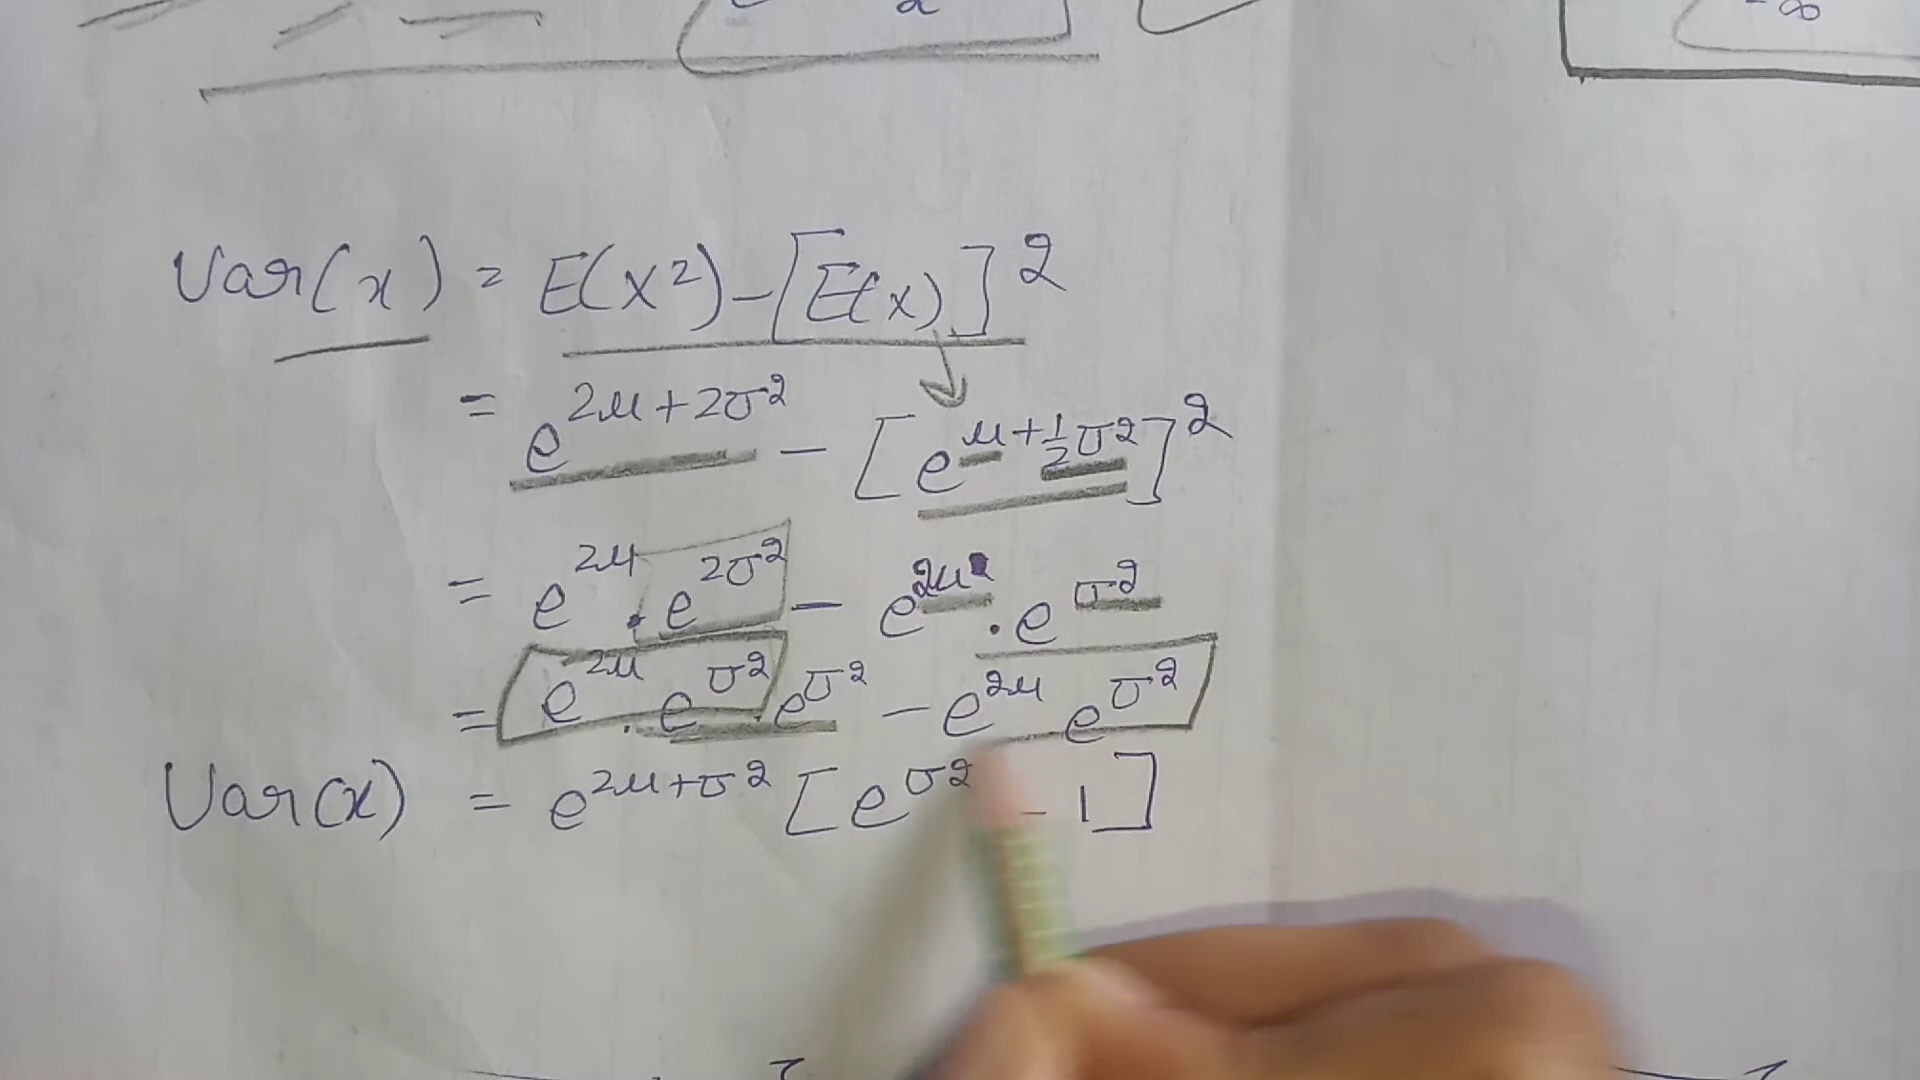 -∞
Var(x) = E(X²) - [E(x)]²
= e^{2μ+2σ²} - [e^{μ+½σ²}]²
= e^{2μ} . e^{2σ²} - e^{2μ} . e^{σ²}
= e^{2μ} . e^{σ²} . e^{σ²} - e^{2μ} e^{σ²}
Var(x) = e^{2μ+σ²} [e^{σ²} - 1]